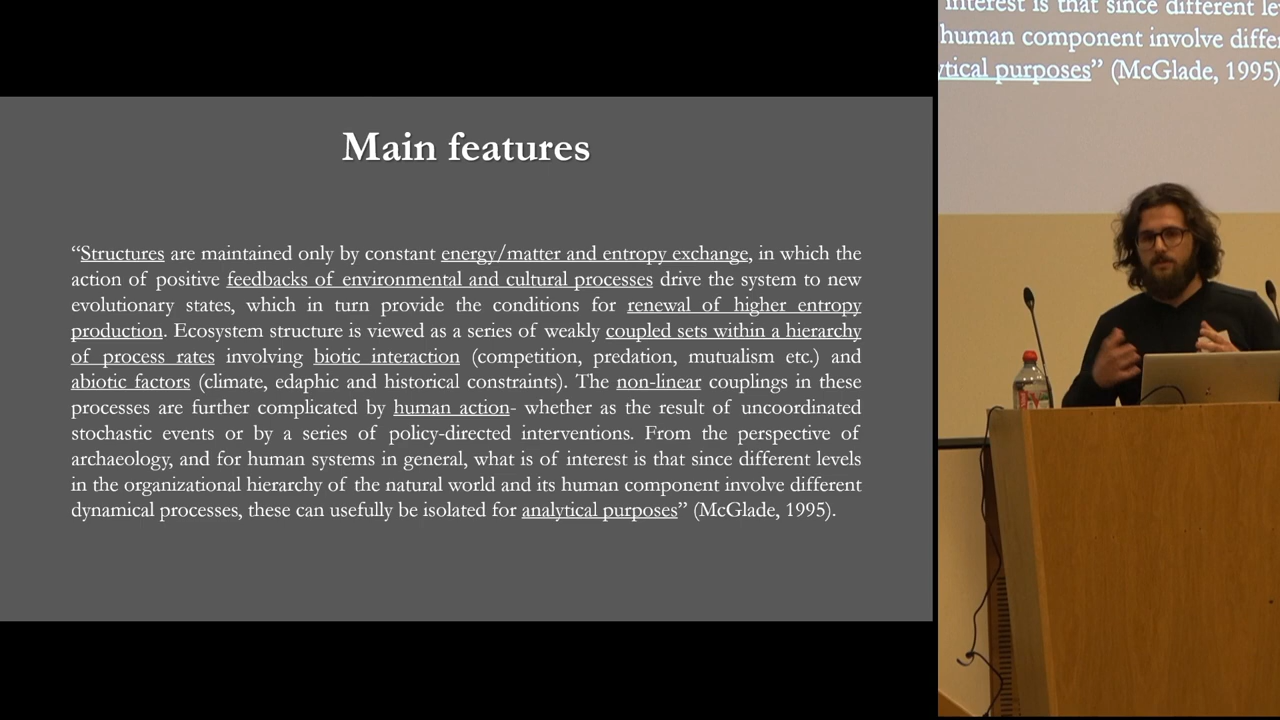 Main features
“Structures are maintained only by constant energy/matter and entropy exchange, in which the
action of positive feedbacks of environmental and cultural processes drive the system to new
evolutionary states, which in turn provide the conditions for renewal of higher entropy
production. Ecosystem structure is viewed as a series of weakly coupled sets within a hierarchy
of process rates involving biotic interaction (competition, predation, mutualism etc.) and
abiotic factors (climate, edaphic and historical constraints). The non-linear couplings in these
processes are further complicated by human action- whether as the result of uncoordinated
stochastic events or by a series of policy-directed interventions. From the perspective of
archaeology, and for human systems in general, what is of interest is that since different levels
in the organizational hierarchy of the natural world and its human component involve different
dynamical processes, these can usefully be isolated for analytical purposes” (McGlade, 1995).
interest is that since different le
human component involve diffe
ytical purposes” (McGlade, 1995)